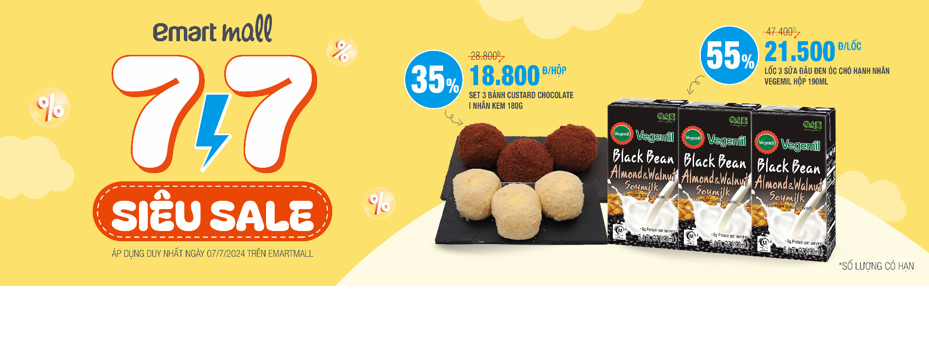 emart mall
7 7
SIÊU SALE
ÁP DỤNG DUY NHẤT NGÀY 07/7/2024 TRÊN EMARTMALL
35%
28.800Đ
18.800 Đ/HỘP
SET 3 BÁNH CUSTARD CHOCOLATE
I NHÂN KEM 180G
55%
47.400Đ
21.500 Đ/LỐC
LỐC 3 SỮA ĐẬU ĐEN ÓC CHÓ HẠNH NHÂN
VEGEMIL HỘP 190ML
%
%
%
Vegemil Vegemil
Black Bean
Almond&Walnut
Soymilk
Vegemil Vegemil
Black Bean
Almond&Walnut
Soymilk
Vegemil Vegemil
Black Bean
Almond&Walnut
Soymilk
*SỐ LƯỢNG CÓ HẠN